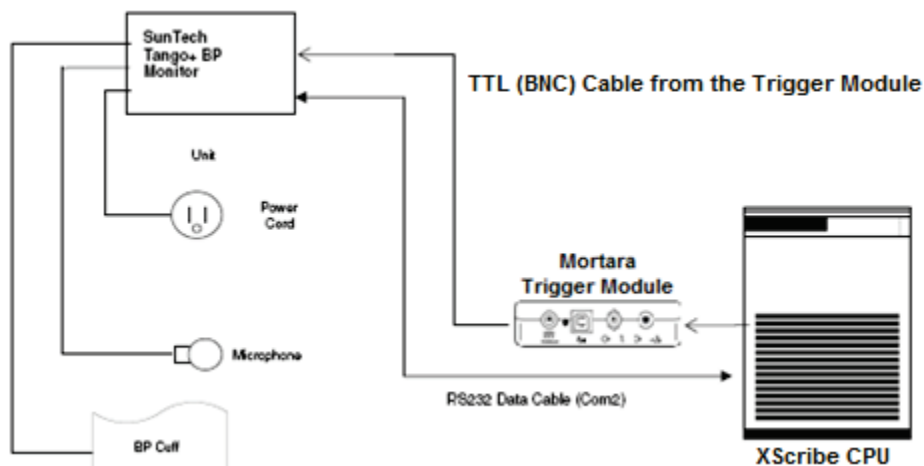 SunTech
Tango+ BP
Monitor
TTL (BNC) Cable from the Trigger Module
Unit
Power
Cord
Mortara
Trigger Module
Microphone
RS232 Data Cable (Com2)
BP Cuff
XScribe CPU